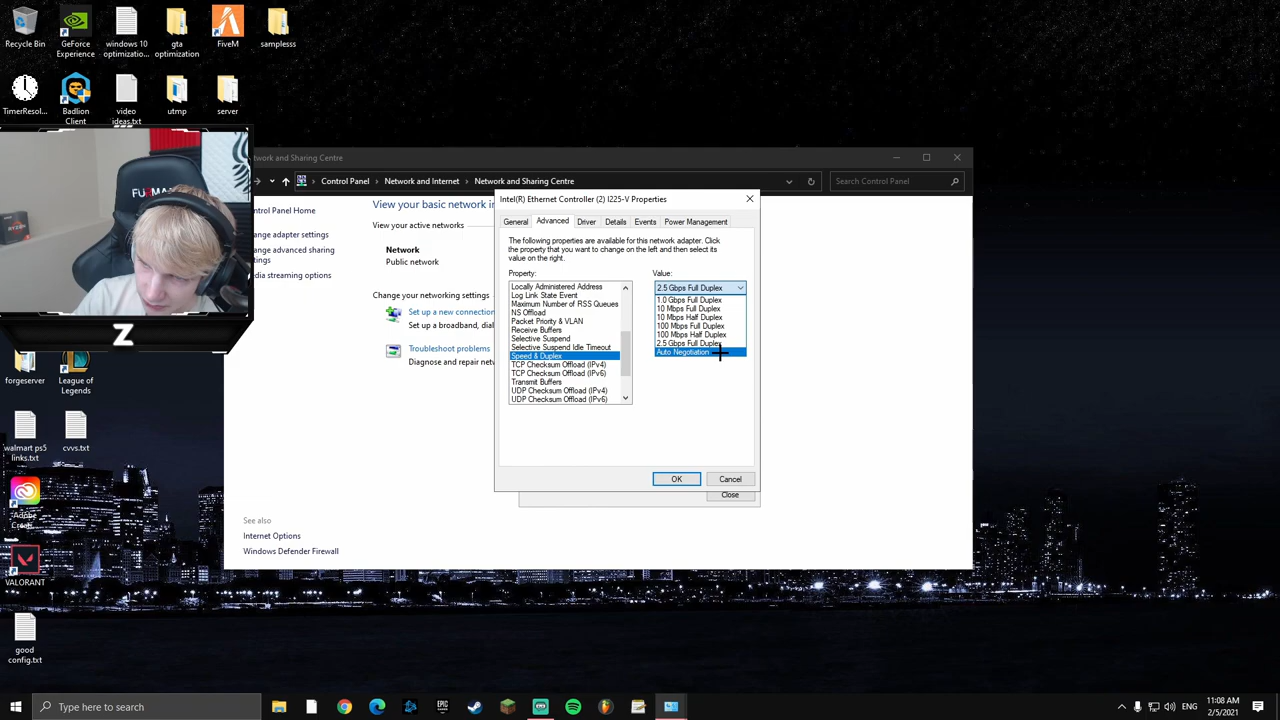 Recycle Bin
GeForce
Experience
windows 10
optimizatio...
gta
optimization
FiveM
samplesss
TimerResol...
Badlion
Client
video
ideas.txt
utmp
server
FURMA
Z
forgeserver
League of
Legends
walmart ps5
links.txt
cvvs.txt
VALORANT
good
config.txt
twork and Sharing Centre
Control Panel
Network and Internet
Network and Sharing Centre
Search Control Panel
ntrol Panel Home
ange adapter settings
ange advanced sharing
ttings
edia streaming options
View your basic network in
View your active networks
Network
Public network
Change your networking settings
Set up a new connection
Set up a broadband, dial
Troubleshoot problems
Diagnose and repair netw
See also
Internet Options
Windows Defender Firewall
Intel(R) Ethernet Controller (2) I225-V Properties
General
Advanced
Driver
Details
Events
Power Management
The following properties are available for this network adapter. Click
the property that you want to change on the left and then select its
value on the right.
Property:
Value:
Locally Administered Address
Log Link State Event
Maximum Number of RSS Queues
NS Offload
Packet Priority & VLAN
Receive Buffers
Selective Suspend
Selective Suspend Idle Timeout
Speed & Duplex
TCP Checksum Offload (IPv4)
TCP Checksum Offload (IPv6)
Transmit Buffers
UDP Checksum Offload (IPv4)
UDP Checksum Offload (IPv6)
2.5 Gbps Full Duplex
1.0 Gbps Full Duplex
10 Mbps Full Duplex
10 Mbps Half Duplex
100 Mbps Full Duplex
100 Mbps Half Duplex
2.5 Gbps Full Duplex
Auto Negotiation
OK
Cancel
Close
Type here to search
EPIC
GAMES
ENG
11:08 AM
2/5/2021